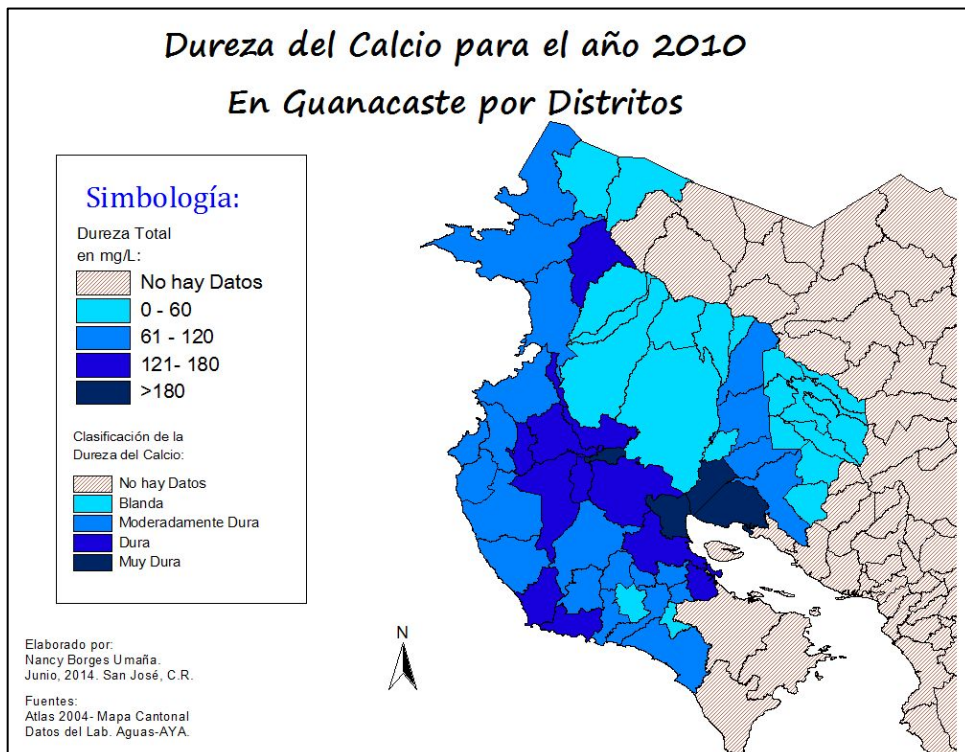 Dureza del Calcio para el año 2010
En Guanacaste por Distritos
Simbología:
Dureza Total
en mg/L:
No hay Datos
0 - 60
61 - 120
121- 180
>180
Clasificación de la
Dureza del Calcio:
No hay Datos
Blanda
Moderadamente Dura
Dura
Muy Dura
Elaborado por:
Nancy Borges Umaña.
Junio, 2014. San José, C.R.
Fuentes:
Atlas 2004- Mapa Cantonal
Datos del Lab. Aguas-AYA.
N